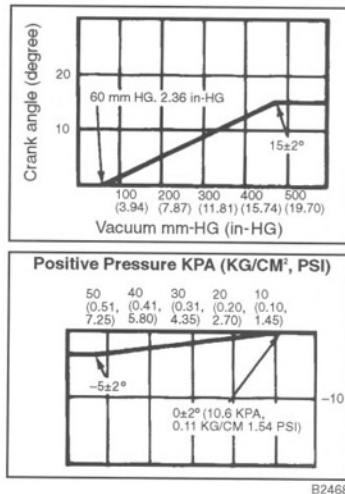 Crank angle (degree)
20
10
60 mm HG. 2.36 in-HG
15±2°
100 200 300 400 500
(3.94) (7.87) (11.81) (15.74) (19.70)
Vacuum mm-HG (in-HG)
Positive Pressure KPA (KG/CM², PSI)
50 40 30 20 10
(0.51, (0.41, (0.31, (0.20, (0.10,
7.25) 5.80) 4.35) 2.70) 1.45)
-5±2°
-10
0±2° (10.6 KPA,
0.11 KG/CM 1.54 PSI)
B2468